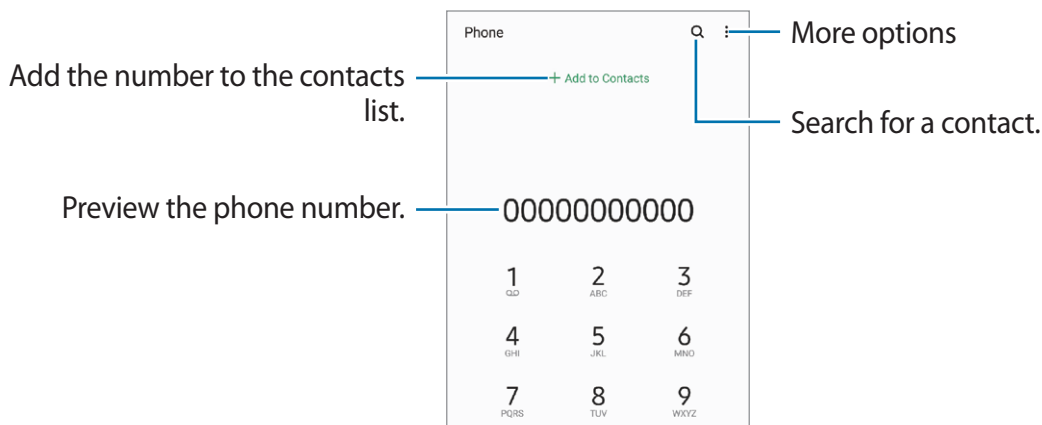 Phone
More options
Add the number to the contacts
list.
+ Add to Contacts
Search for a contact.
Preview the phone number.
00000000000
1 2 3
ABC DEF
4 5 6
GHI JKL MNO
7 8 9
PQRS TUV WXYZ